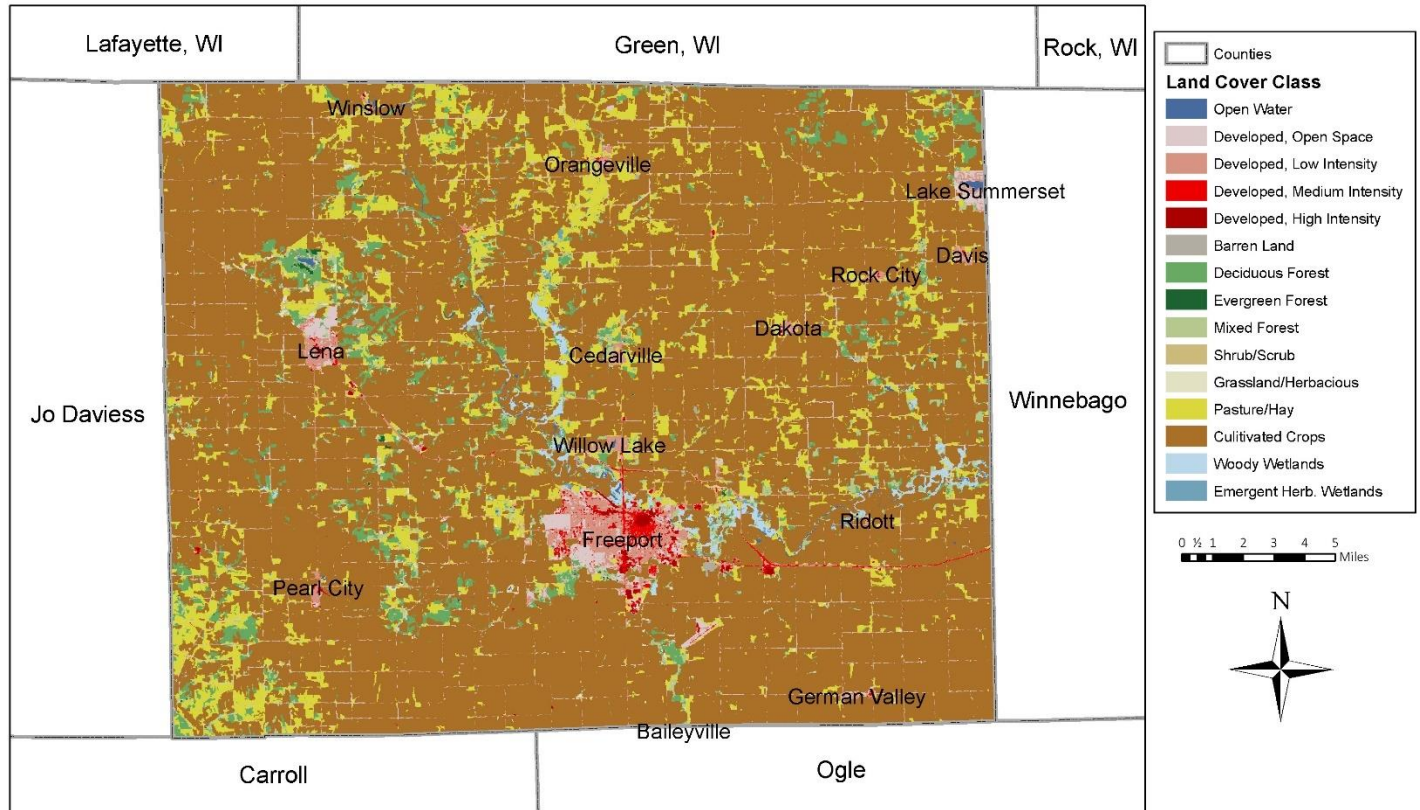 Lafayette, WI
Green, WI
Rock, WI
Winslow
Orangeville
Lake Summerset
Davis
Rock City
Dakota
Lena
Cedarville
Jo Daviess
Winnebago
Willow Lake
Ridott
Freeport
Pearl City
German Valley
Baileyville
Carroll
Ogle
Counties
Land Cover Class
Open Water
Developed, Open Space
Developed, Low Intensity
Developed, Medium Intensity
Developed, High Intensity
Barren Land
Deciduous Forest
Evergreen Forest
Mixed Forest
Shrub/Scrub
Grassland/Herbacious
Pasture/Hay
Culitivated Crops
Woody Wetlands
Emergent Herb. Wetlands
0 ½ 1 2 3 4 5
Miles
N